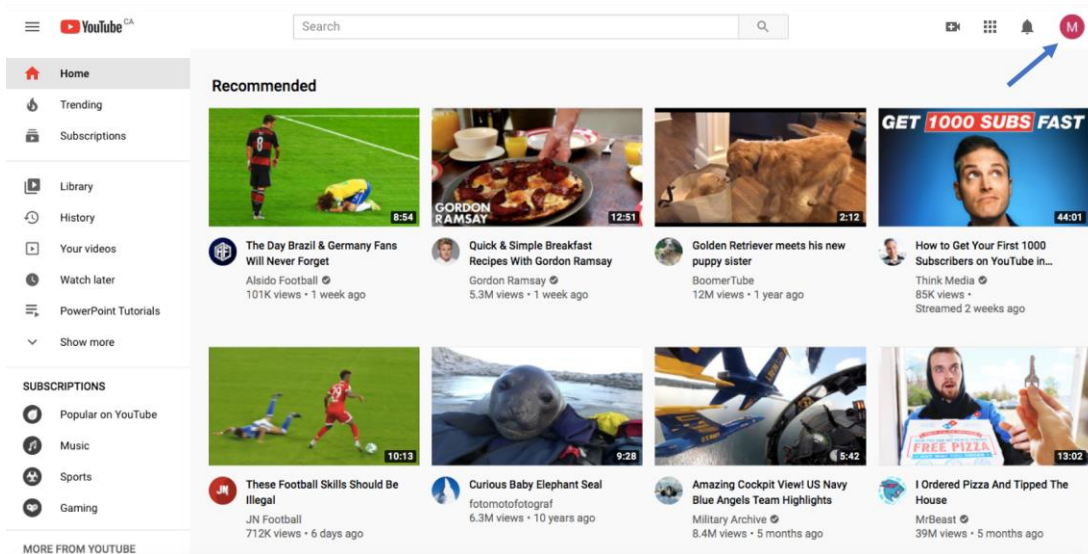 YouTube CA
Search
M
Home
Trending
Subscriptions
Library
History
Your videos
Watch later
PowerPoint Tutorials
Show more
SUBSCRIPTIONS
Popular on YouTube
Music
Sports
Gaming
MORE FROM YOUTUBE
Recommended
8
8:54
The Day Brazil & Germany Fans
Will Never Forget
Alsido Football
101K views • 1 week ago
GORDON
RAMSAY
12:51
Quick & Simple Breakfast
Recipes With Gordon Ramsay
Gordon Ramsay
5.3M views • 1 week ago
2:12
Golden Retriever meets his new
puppy sister
BoomerTube
12M views • 1 year ago
GET 1000 SUBS FAST
44:01
How to Get Your First 1000
Subscribers on YouTube in...
Think Media
85K views •
Streamed 2 weeks ago
10:13
JN
These Football Skills Should Be
Illegal
JN Football
712K views • 6 days ago
9:28
Curious Baby Elephant Seal
fotomotofotograf
6.3M views • 10 years ago
5:42
Amazing Cockpit View! US Navy
Blue Angels Team Highlights
Military Archive
8.4M views • 5 months ago
FREE PIZZA
13:02
I Ordered Pizza And Tipped The
House
MrBeast
39M views • 5 months ago